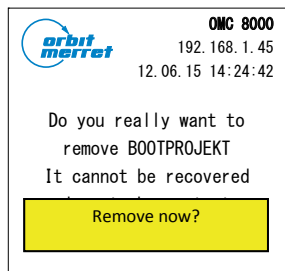 orbit
merret
OMC 8000
192.168.1.45
12.06.15 14:24:42
Do you really want to
remove BOOTPROJEKT
It cannot be recovered
Remove now?